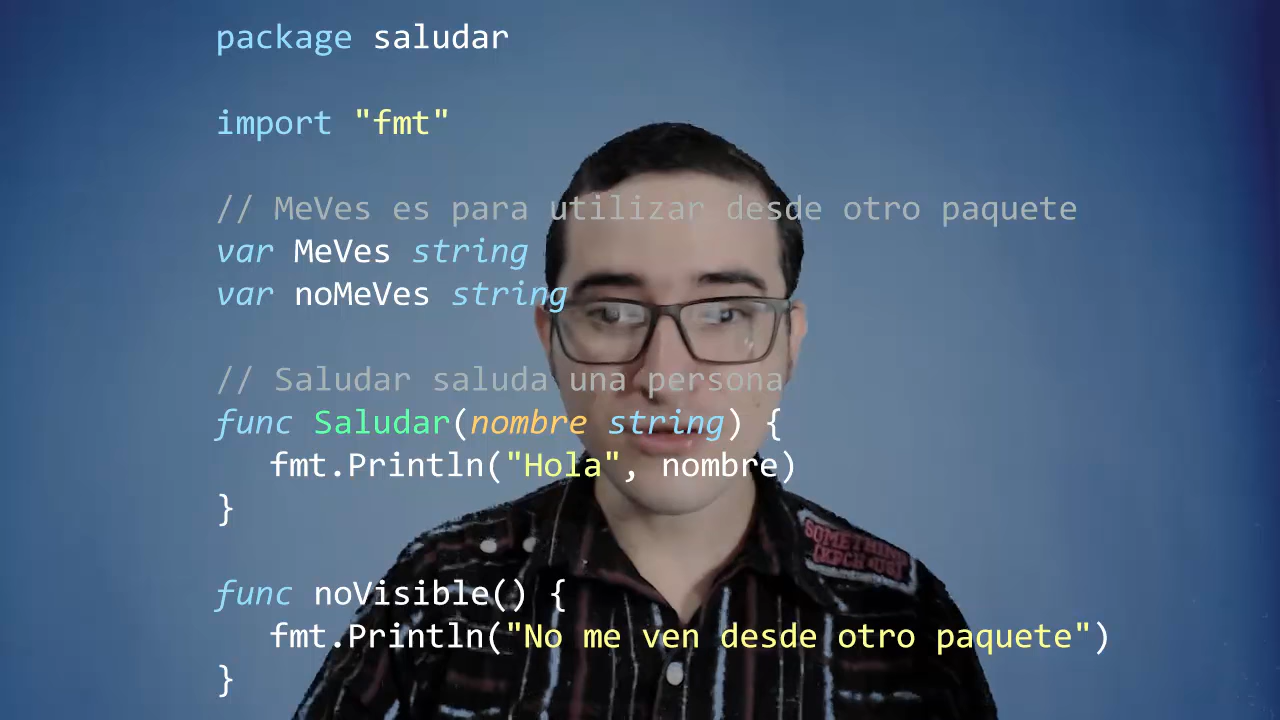 package saludar
import "fmt"
// MeVes es para utilizar desde otro paquete
var MeVes string
var noMeVes string
// Saludar saluda una persona
func Saludar(nombre string) {
fmt.Println("Hola", nombre)
}
SOMETHING
func noVisible() {
fmt.Println("No me ven desde otro paquete")
}